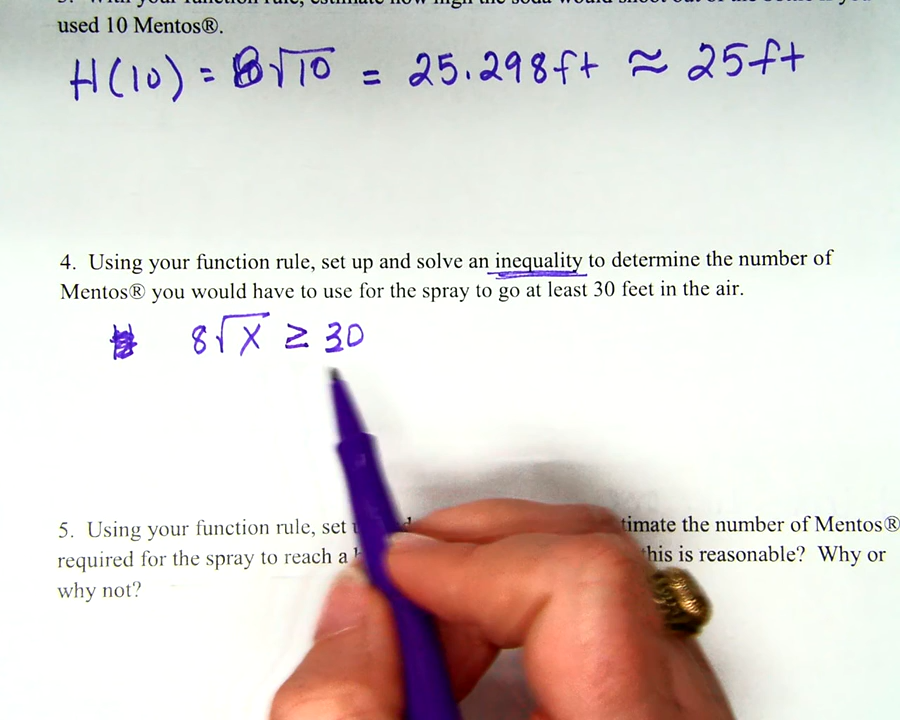 used 10 Mentos®.
H(10) = 8√10 = 25.298ft ≈ 25ft
4. Using your function rule, set up and solve an inequality to determine the number of
Mentos® you would have to use for the spray to go at least 30 feet in the air.
8√x ≥ 30
5. Using your function rule, set the number of Mentos®
required for the spray to reach a this is reasonable? Why or
why not?